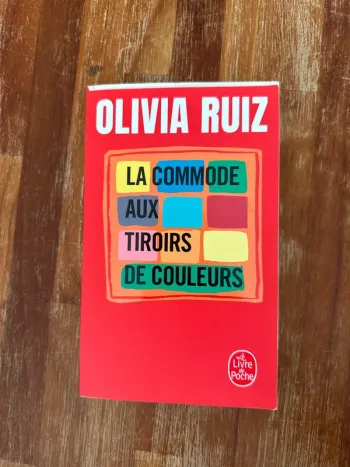 OLIVIA RUIZ
LA COMMODE
AUX
TIROIRS
DE COULEURS
Le
Livre
de
Poche